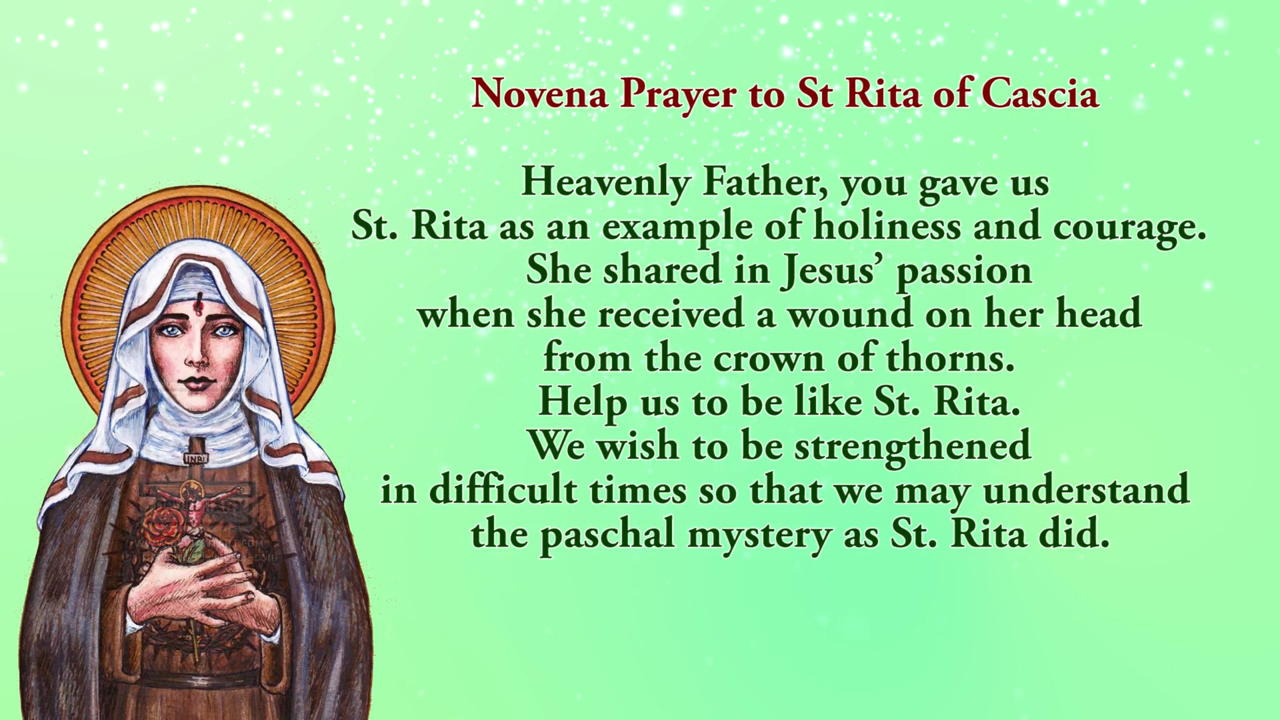 Novena Prayer to St Rita of Cascia
Heavenly Father, you gave us
St. Rita as an example of holiness and courage.
She shared in Jesus’ passion
when she received a wound on her head
from the crown of thorns.
Help us to be like St. Rita.
We wish to be strengthened
in difficult times so that we may understand
the paschal mystery as St. Rita did.
INRI